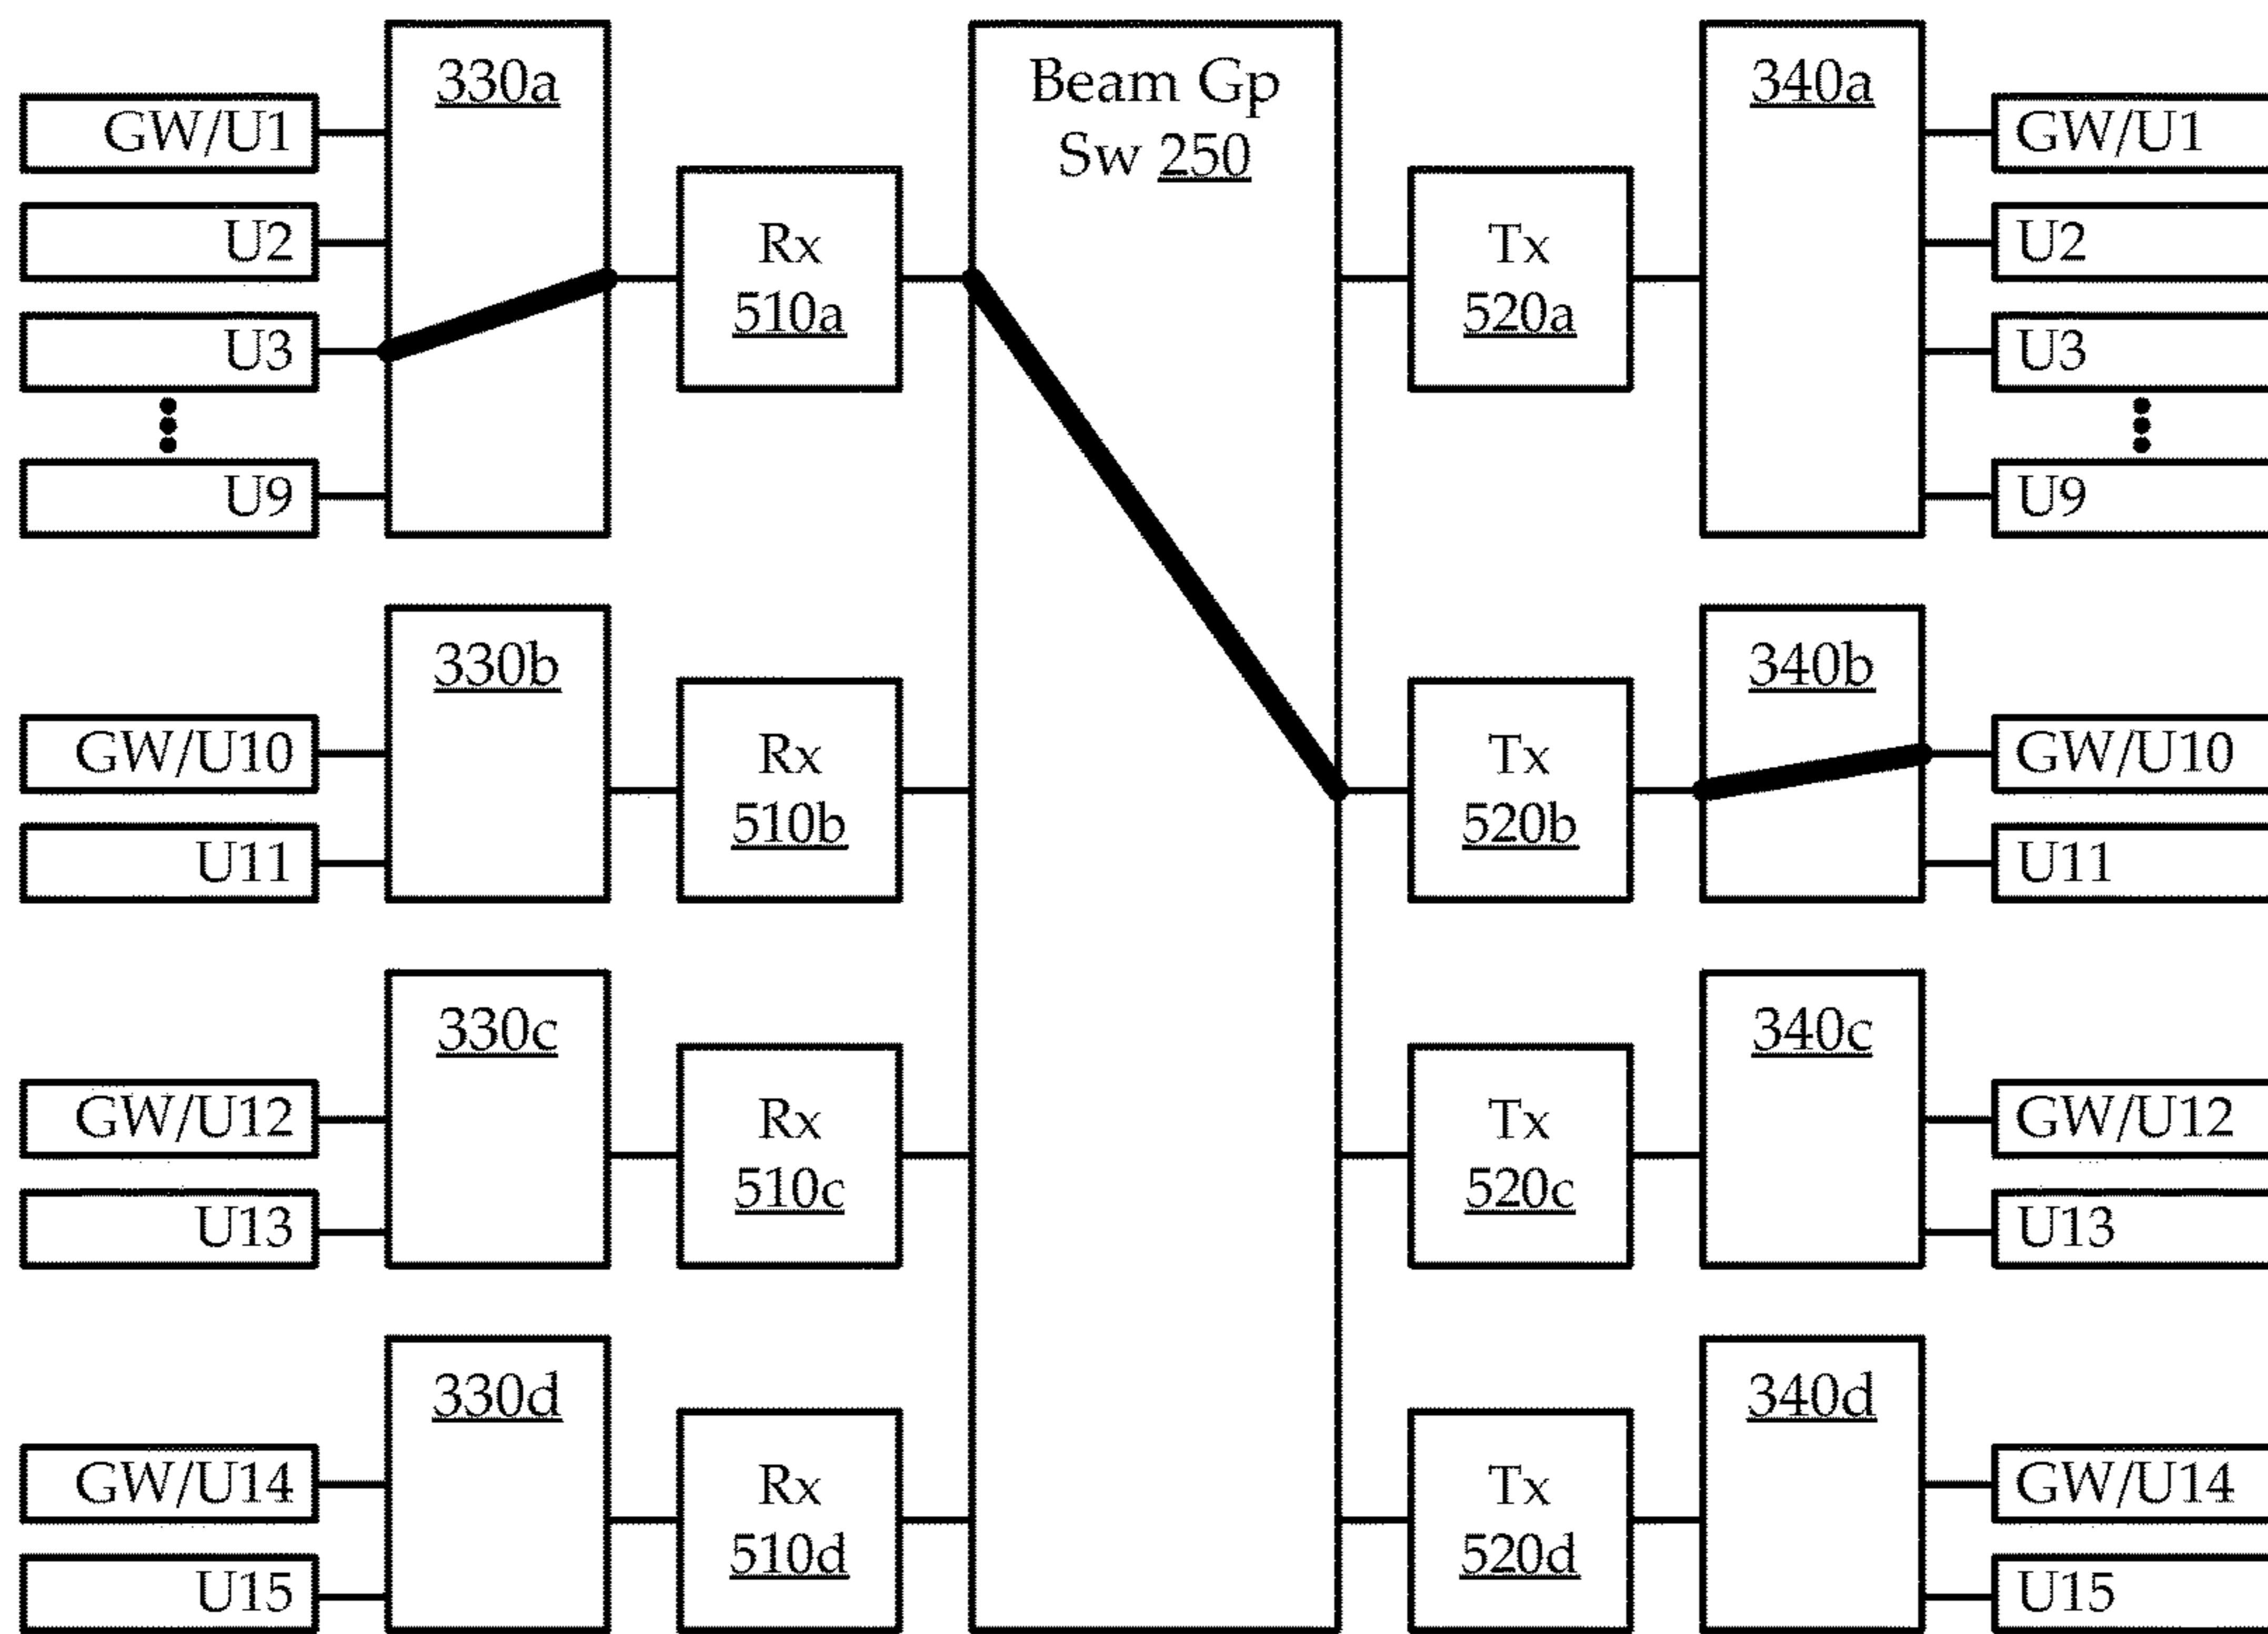 330a
Beam Gp
Sw 250
340a
GW/U1
GW/U1
U2
Rx
510a
Tx
520a
U2
U3
U3
U9
U9
330b
340b
GW/U10
Rx
510b
Tx
520b
GW/U10
U11
U11
330c
340c
GW/U12
Rx
510c
Tx
520c
GW/U12
U13
U13
330d
340d
GW/U14
Rx
510d
Tx
520d
GW/U14
U15
U15